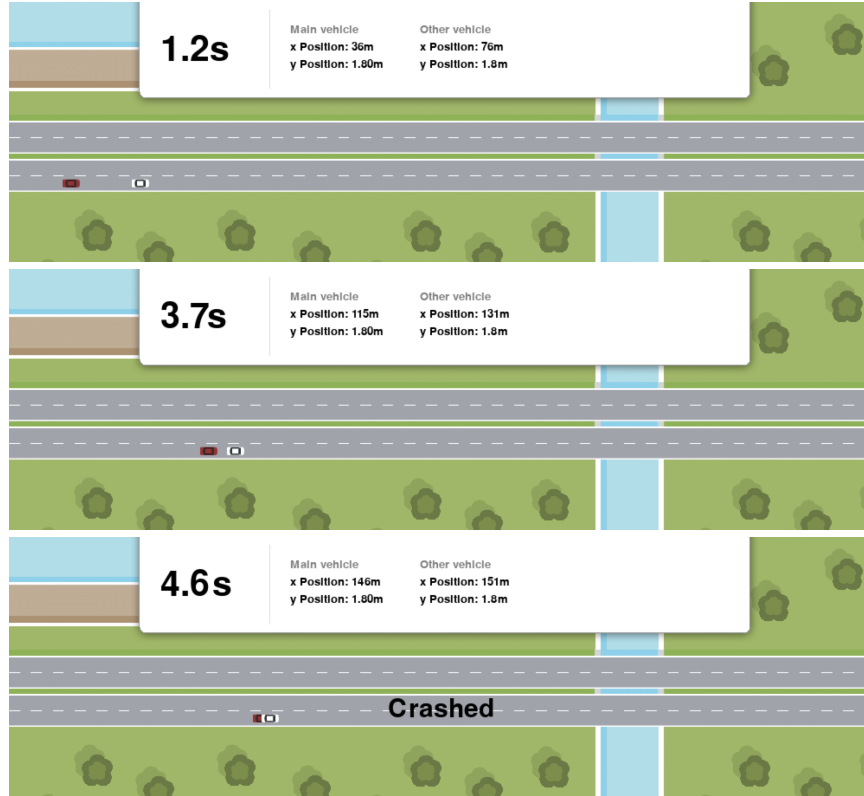 1.2s
Main vehicle
x Position: 36m
y Position: 1.80m
Other vehicle
x Position: 76m
y Position: 1.8m
3.7s
Main vehicle
x Position: 115m
y Position: 1.80m
Other vehicle
x Position: 131m
y Position: 1.8m
4.6s
Main vehicle
x Position: 146m
y Position: 1.80m
Other vehicle
x Position: 151m
y Position: 1.8m
Crashed